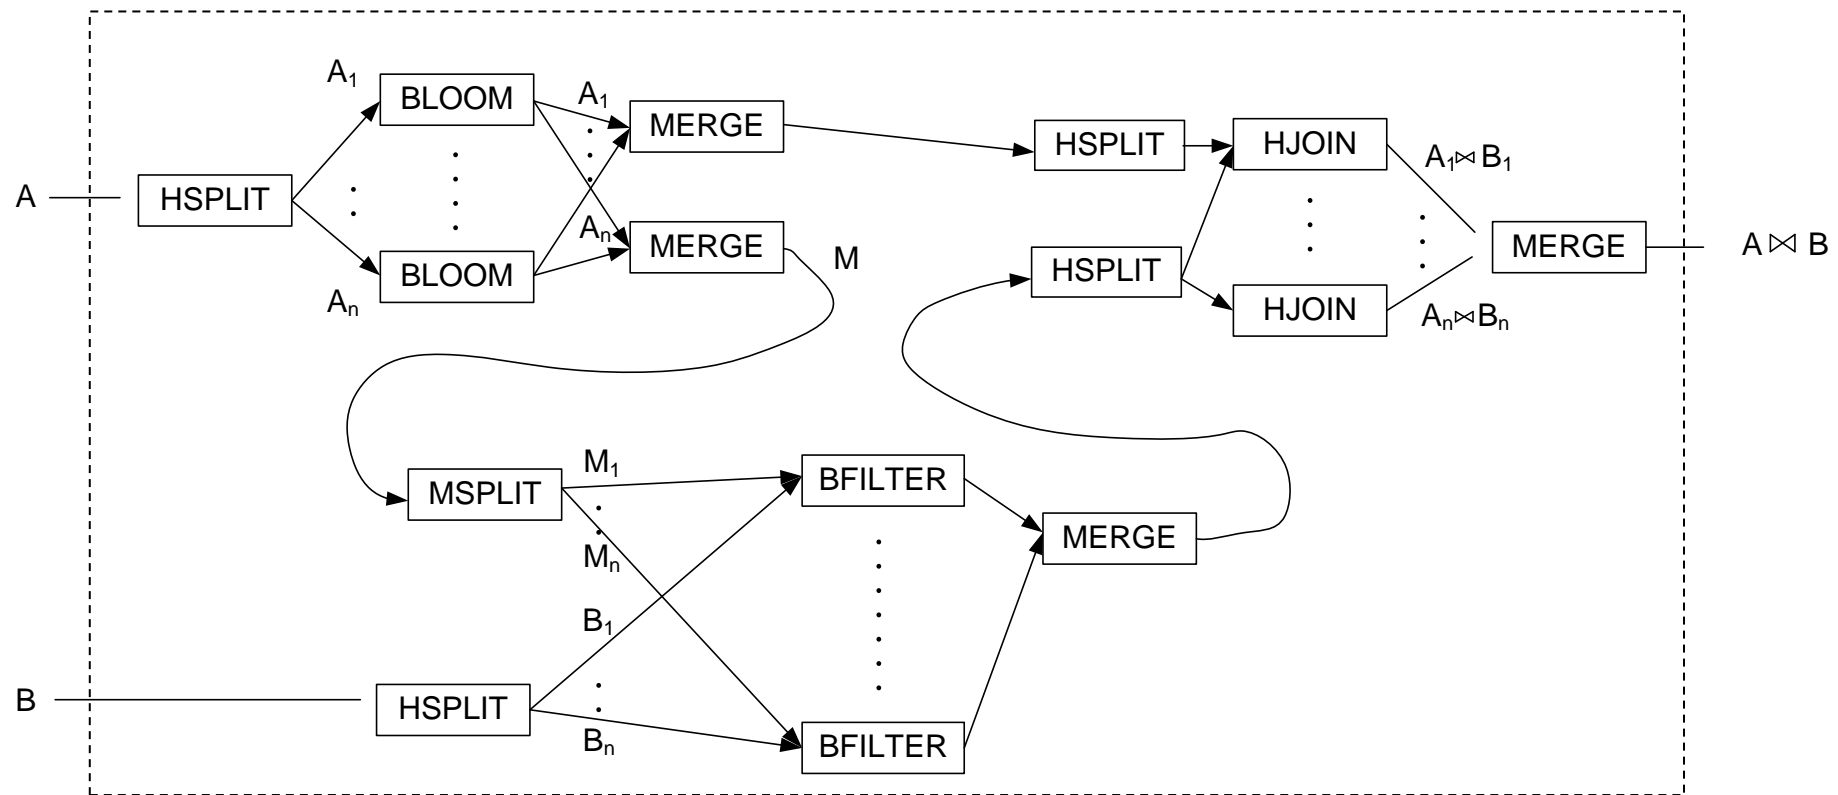 A₁
BLOOM
A₁
MERGE
HSPLIT
HJOIN
A₁⋈B₁
A
HSPLIT
Aₙ
MERGE
M
HSPLIT
MERGE
A ⋈ B
BLOOM
Aₙ
HJOIN
Aₙ⋈Bₙ
MSPLIT
M₁
Mₙ
BFILTER
MERGE
B₁
B
HSPLIT
Bₙ
BFILTER